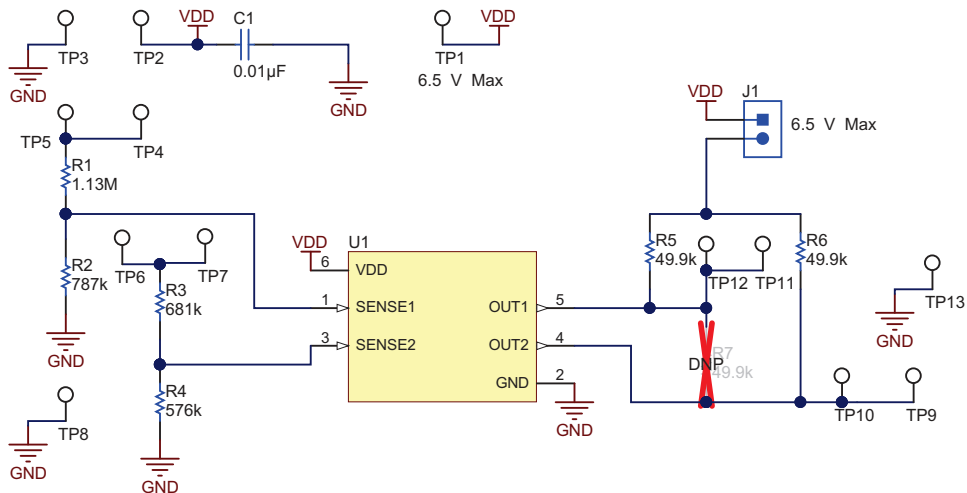 VDD
C1
VDD
TP3
TP2
0.01µF
TP1
6.5 V Max
GND
GND
VDD
J1
6.5 V Max
TP5
TP4
R1
1.13M
R2
787k
GND
TP6
TP7
R3
681k
R4
576k
GND
TP8
GND
VDD
U1
6
VDD
1
SENSE1
3
SENSE2
OUT1
5
OUT2
4
GND
2
GND
R5
49.9k
R6
49.9k
TP12
TP11
R7
DNP
49.9k
TP13
GND
TP10
TP9